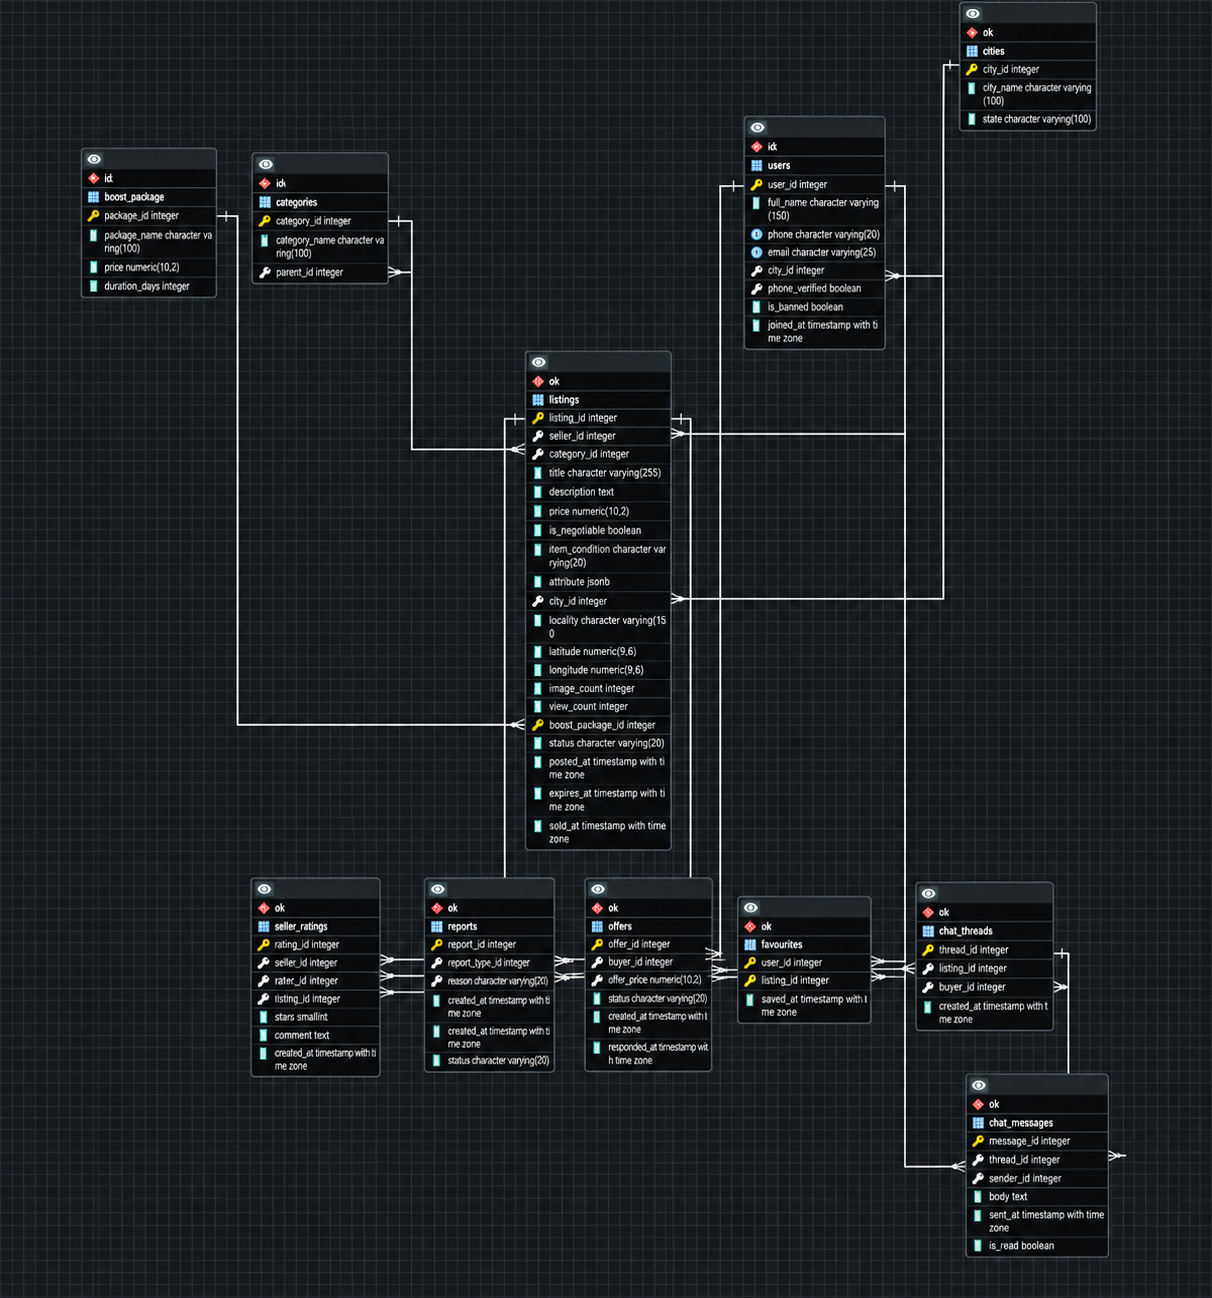 ok
cities
city_id integer
city_name character varying
(100)
state character varying(100)
id
users
user_id integer
full_name character varying
(150)
phone character varying(20)
email character varying(25)
city_id integer
phone_verified boolean
is_banned boolean
joined_at timestamp with ti
me zone
id
boost_package
package_id integer
package_name character va
ring(100)
price numeric(10,2)
duration_days integer
id
categories
category_id integer
category_name character va
ring(100)
parent_id integer
ok
listings
listing_id integer
seller_id integer
category_id integer
title character varying(255)
description text
price numeric(10,2)
is_negotiable boolean
item_condition character var
rying(20)
attribute jsonb
city_id integer
locality character varying(15
0
latitude numeric(9,6)
longitude numeric(9,6)
image_count integer
view_count integer
boost_package_id integer
status character varying(20)
posted_at timestamp with ti
me zone
expires_at timestamp with ti
me zone
sold_at timestamp with time
zone
ok
seller_ratings
rating_id integer
seller_id integer
rater_id integer
listing_id integer
stars smallint
comment text
created_at timestamp with ti
me zone
ok
reports
report_id integer
report_type_id integer
reason character varying(20)
created_at timestamp with ti
me zone
created_at timestamp with ti
me zone
status character varying(20)
ok
offers
offer_id integer
buyer_id integer
offer_price numeric(10,2)
status character varying(20)
created_at timestamp with t
me zone
responded_at timestamp wit
h time zone
ok
favourites
user_id integer
listing_id integer
saved_at timestamp with t
me zone
ok
chat_threads
thread_id integer
listing_id integer
buyer_id integer
created_at timestamp with t
me zone
ok
chat_messages
message_id integer
thread_id integer
sender_id integer
body text
sent_at timestamp with time
zone
is_read boolean